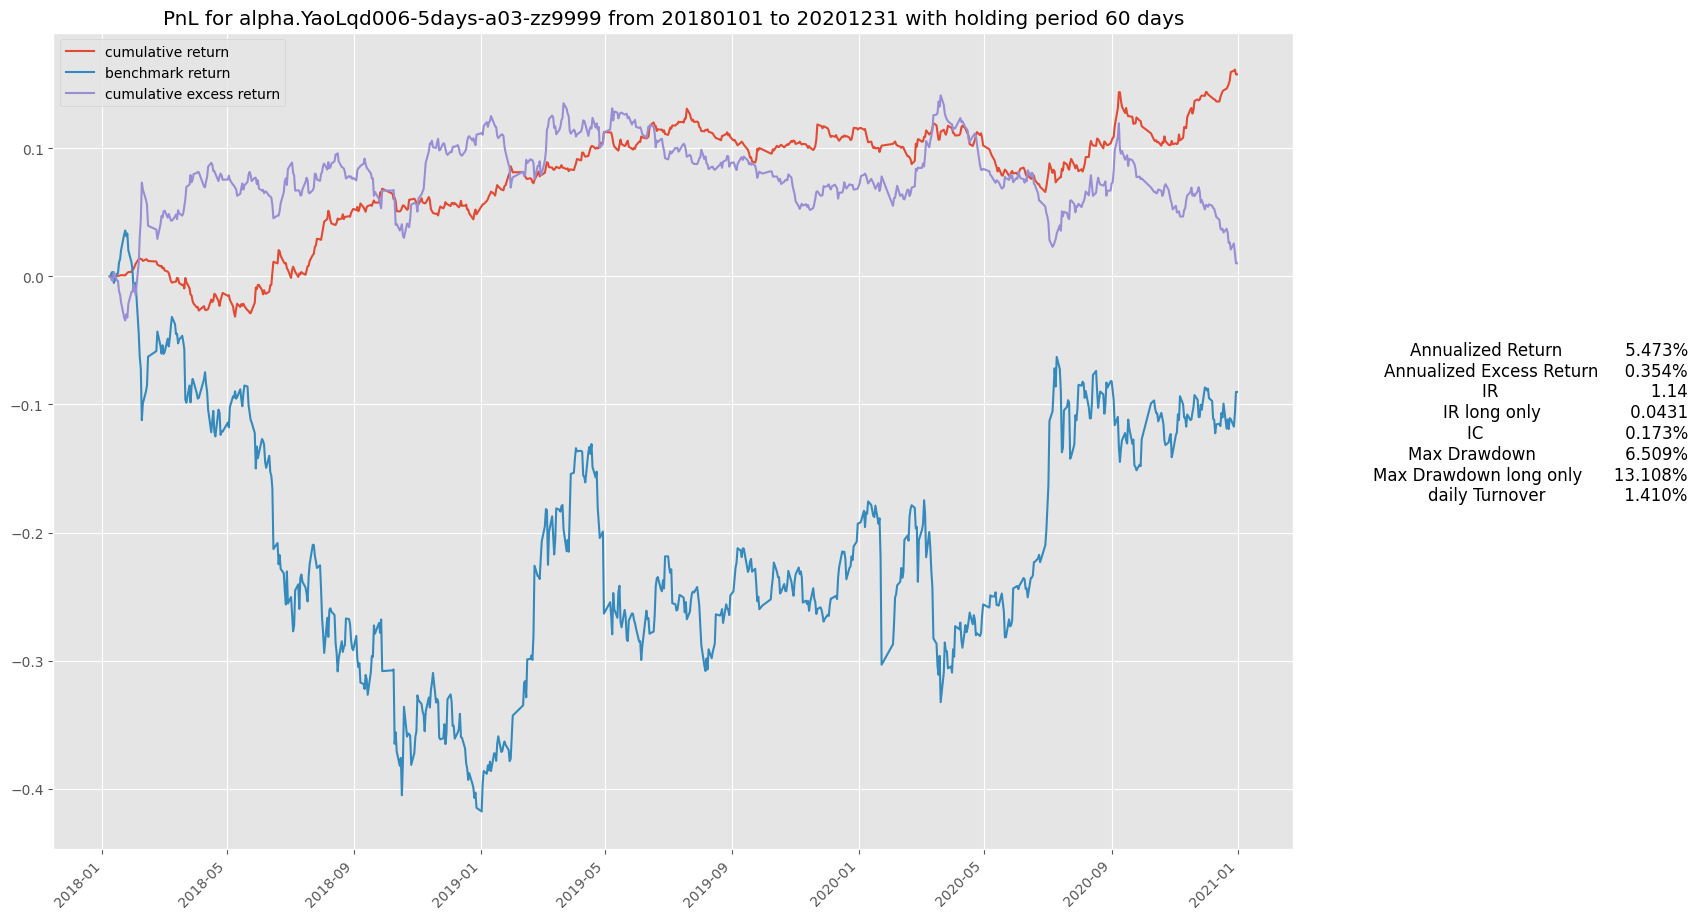 PnL for alpha.YaoLqd006-5days-a03-zz9999 from 20180101 to 20201231 with holding period 60 days
cumulative return
benchmark return
cumulative excess return
0.1
0.0
−0.1
−0.2
−0.3
−0.4
2018-01
2018-05
2018-09
2019-01
2019-05
2019-09
2020-01
2020-05
2020-09
2021-01
Annualized Return 5.473%
Annualized Excess Return 0.354%
IR 1.14
IR long only 0.0431
IC 0.173%
Max Drawdown 6.509%
Max Drawdown long only 13.108%
daily Turnover 1.410%